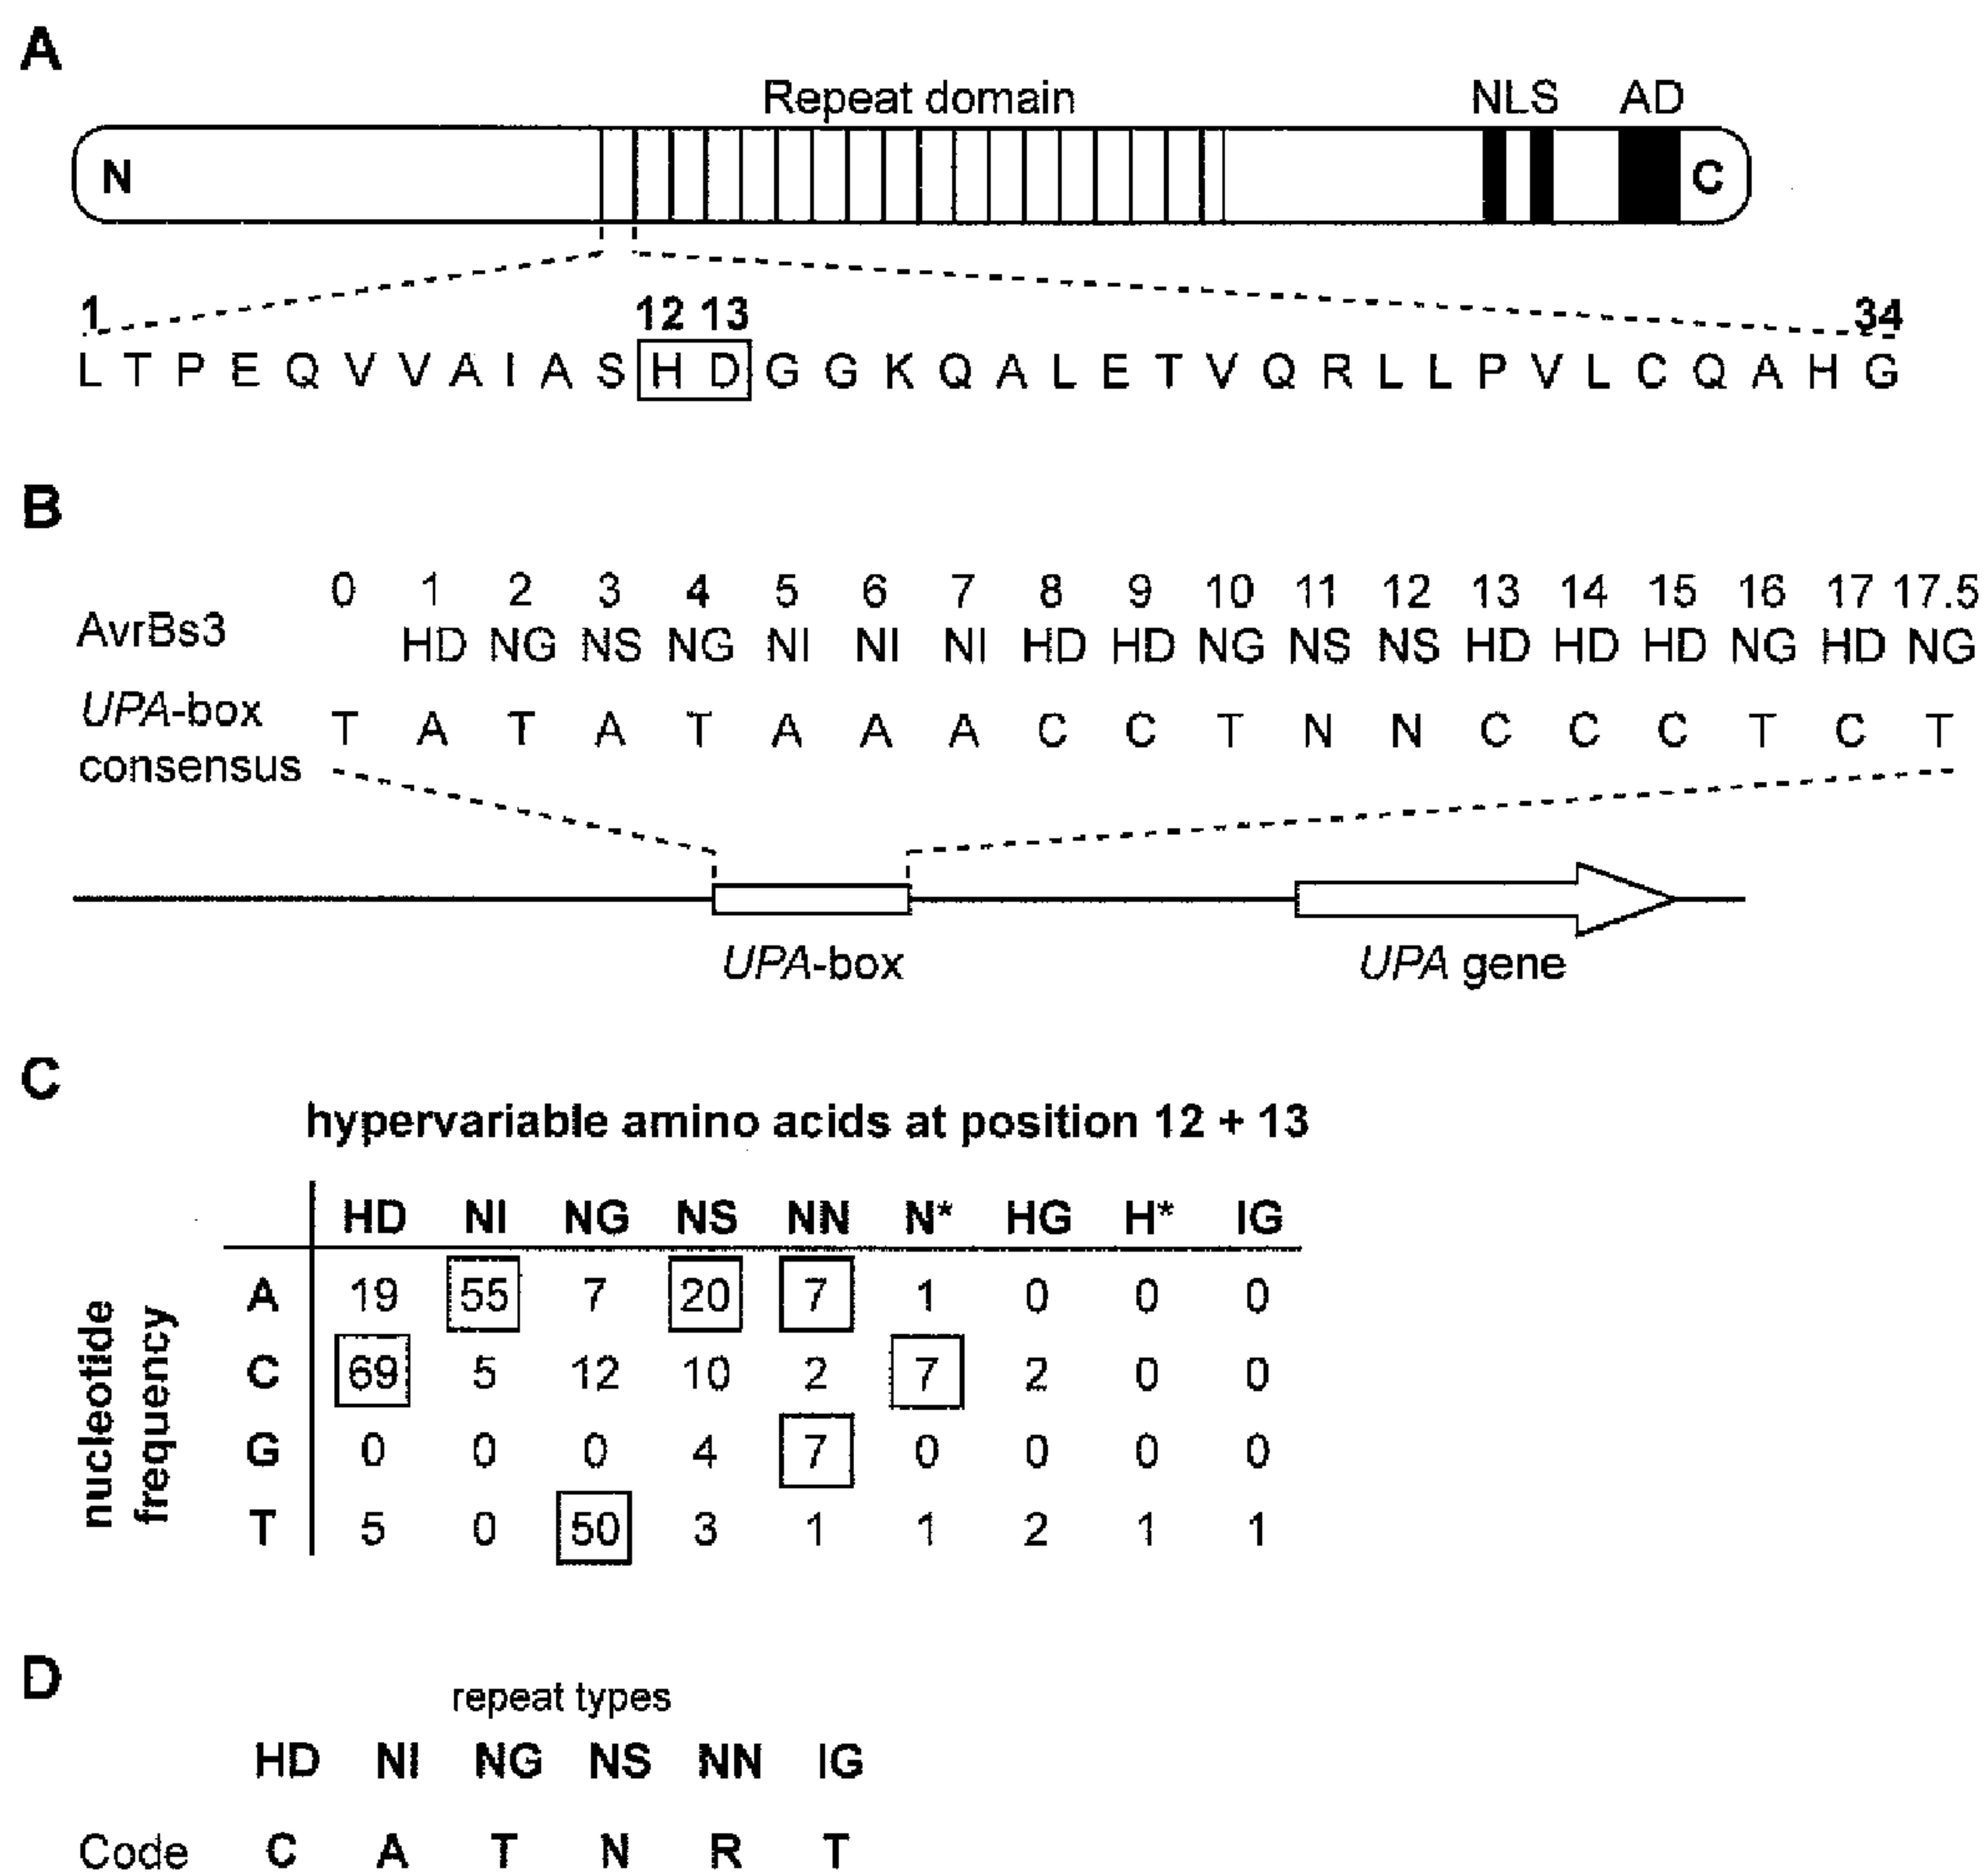 A
Repeat domain NLS AD
N C
1 12 13 34
L T P E Q V V A I A S H D G G K Q A L E T V Q R L L P V L C Q A H G
B
0 1 2 3 4 5 6 7 8 9 10 11 12 13 14 15 16 17 17.5
AvrBs3 HD NG NS NG NI NI NI HD HD NG NS NS HD HD HD NG HD NG
UPA-box
consensus T A T A T A A A C C T N N C C C T C T
UPA-box UPA gene
C
hypervariable amino acids at position 12 + 13
HD NI NG NS NN N* HG H* IG
nucleotide
frequency
A 19 55 7 20 7 1 0 0 0
C 69 5 12 10 2 7 2 0 0
G 0 0 0 4 7 0 0 0 0
T 5 0 50 3 1 1 2 1 1
D
repeat types
HD NI NG NS NN IG
Code C A T N R T